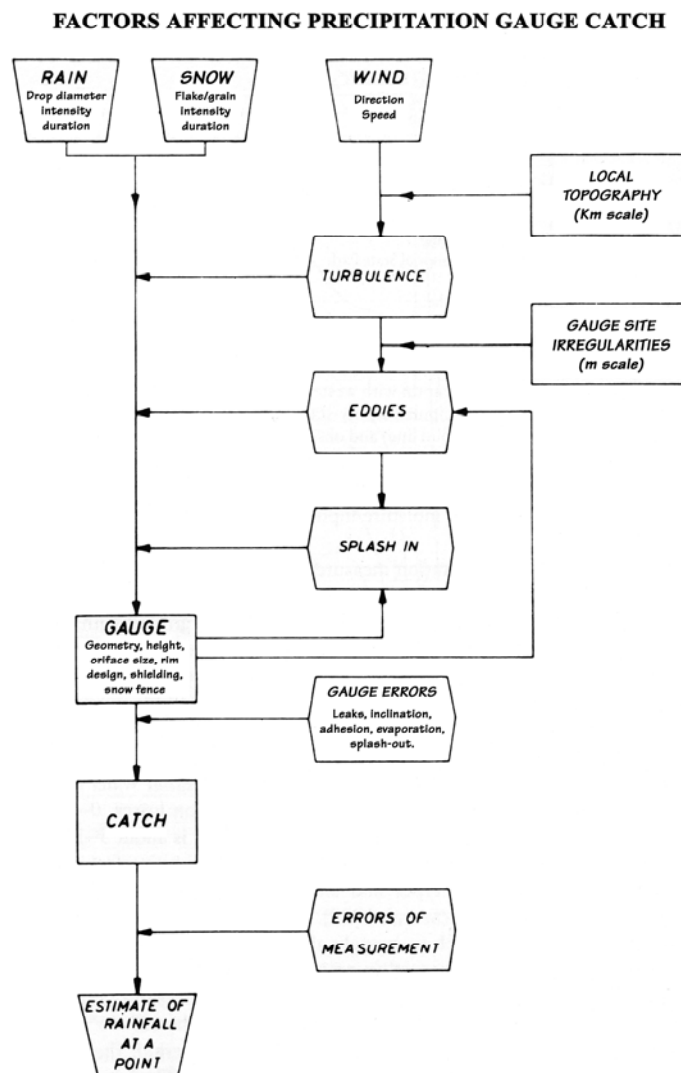 FACTORS AFFECTING PRECIPITATION GAUGE CATCH
RAIN
Drop diameter
intensity
duration
SNOW
Flake/grain
intensity
duration
WIND
Direction
Speed
LOCAL
TOPOGRAPHY
(Km scale)
TURBULENCE
GAUGE SITE
IRREGULARITIES
(m scale)
EDDIES
SPLASH IN
GAUGE
Geometry, height,
oriface size, rim
design, shielding,
snow fence
GAUGE ERRORS
Leaks, inclination,
adhesion, evaporation,
splash-out.
CATCH
ERRORS OF
MEASUREMENT
ESTIMATE OF
RAINFALL
AT A
POINT